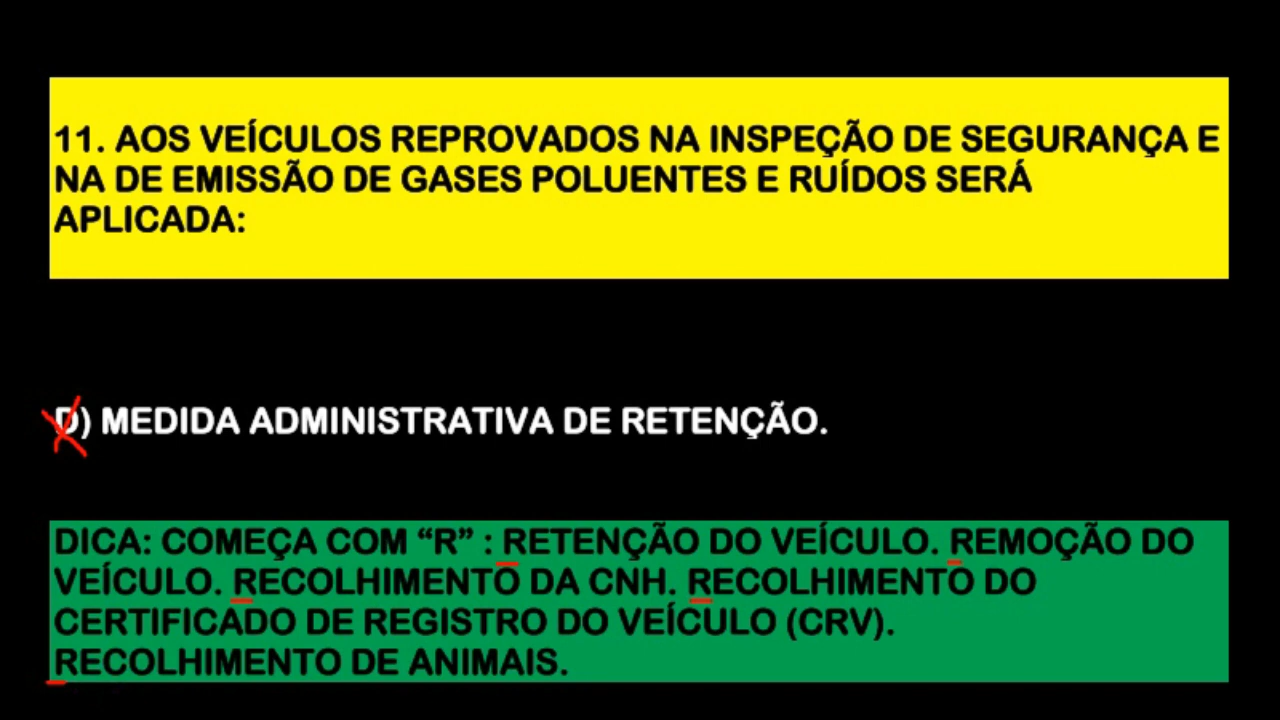 11. AOS VEÍCULOS REPROVADOS NA INSPEÇÃO DE SEGURANÇA E
NA DE EMISSÃO DE GASES POLUENTES E RUÍDOS SERÁ
APLICADA:
D) MEDIDA ADMINISTRATIVA DE RETENÇÃO.
DICA: COMEÇA COM “R” : RETENÇÃO DO VEÍCULO. REMOÇÃO DO
VEÍCULO. RECOLHIMENTO DA CNH. RECOLHIMENTO DO
CERTIFICADO DE REGISTRO DO VEÍCULO (CRV).
RECOLHIMENTO DE ANIMAIS.